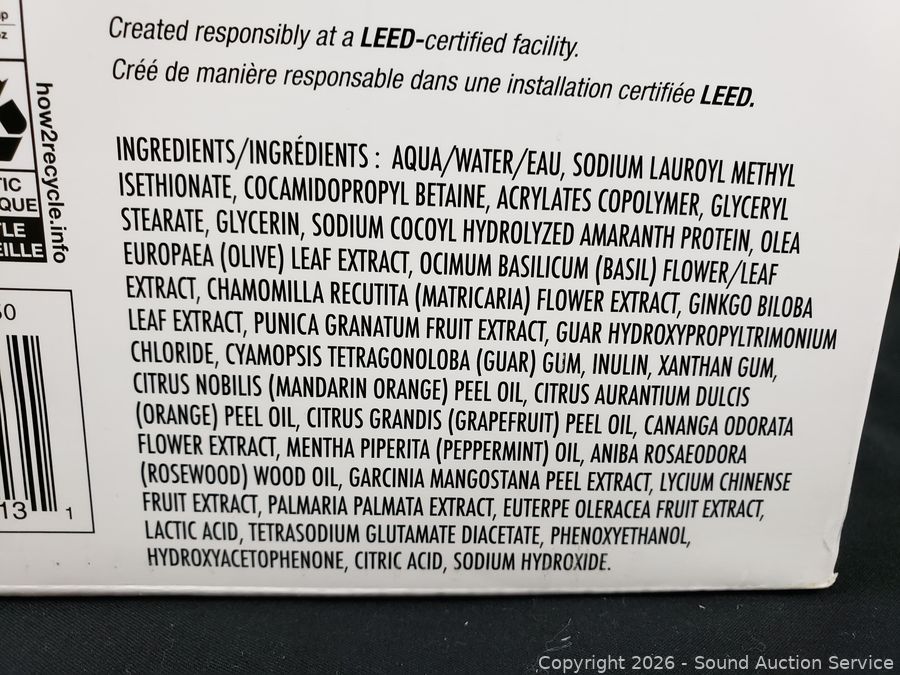 Created responsibly at a LEED-certified facility.
Créé de manière responsable dans une installation certifiée LEED.
how2recycle.info
INGREDIENTS/INGRÉDIENTS : AQUA/WATER/EAU, SODIUM LAUROYL METHYL
ISETHIONATE, COCAMIDOPROPYL BETAINE, ACRYLATES COPOLYMER, GLYCERYL
STEARATE, GLYCERIN, SODIUM COCOYL HYDROLYZED AMARANTH PROTEIN, OLEA
EUROPAEA (OLIVE) LEAF EXTRACT, OCIMUM BASILICUM (BASIL) FLOWER/LEAF
EXTRACT, CHAMOMILLA RECUTITA (MATRICARIA) FLOWER EXTRACT, GINKGO BILOBA
LEAF EXTRACT, PUNICA GRANATUM FRUIT EXTRACT, GUAR HYDROXYPROPYLTRIMONIUM
CHLORIDE, CYAMOPSIS TETRAGONOLOBA (GUAR) GUM, INULIN, XANTHAN GUM,
CITRUS NOBILIS (MANDARIN ORANGE) PEEL OIL, CITRUS AURANTIUM DULCIS
(ORANGE) PEEL OIL, CITRUS GRANDIS (GRAPEFRUIT) PEEL OIL, CANANGA ODORATA
FLOWER EXTRACT, MENTHA PIPERITA (PEPPERMINT) OIL, ANIBA ROSAEODORA
(ROSEWOOD) WOOD OIL, GARCINIA MANGOSTANA PEEL EXTRACT, LYCIUM CHINENSE
FRUIT EXTRACT, PALMARIA PALMATA EXTRACT, EUTERPE OLERACEA FRUIT EXTRACT,
LACTIC ACID, TETRASODIUM GLUTAMATE DIACETATE, PHENOXYETHANOL,
HYDROXYACETOPHENONE, CITRIC ACID, SODIUM HYDROXIDE.
13 1
Copyright 2026 - Sound Auction Service